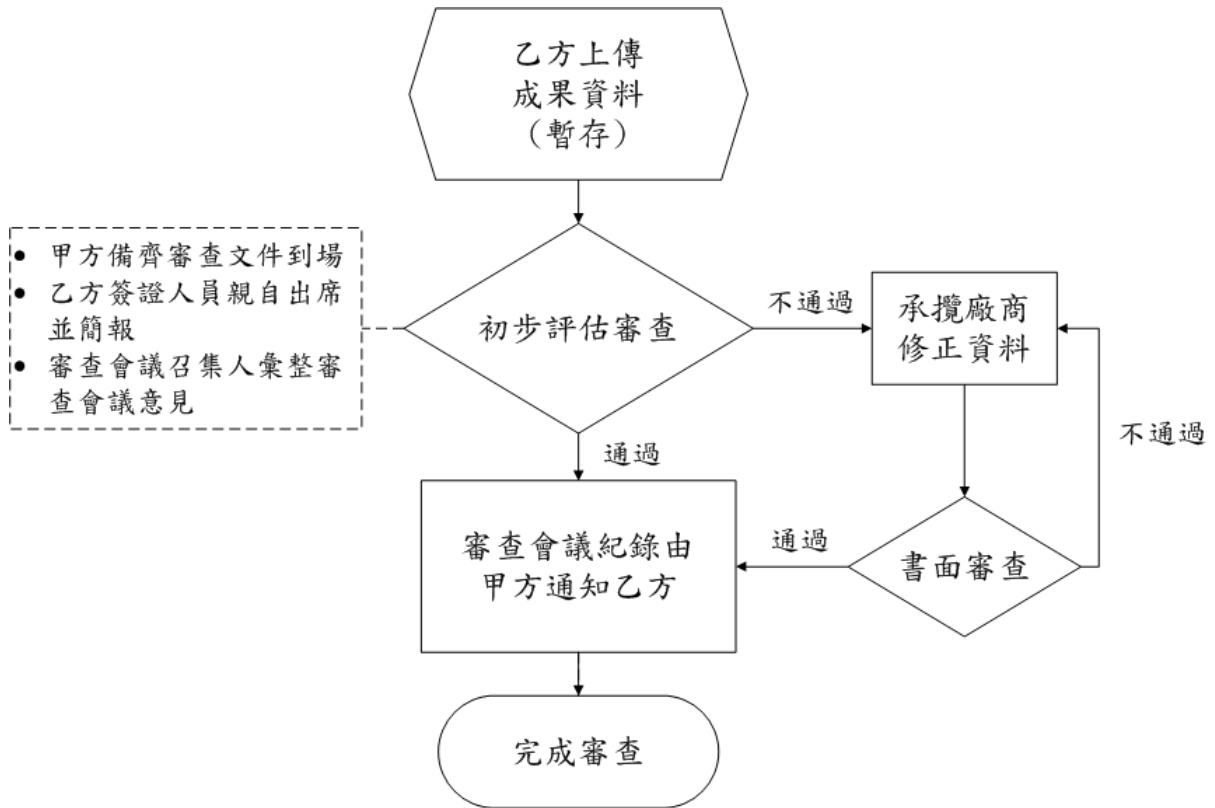 乙方上傳
成果資料
（暫存）
• 甲方備齊審查文件到場
• 乙方簽證人員親自出席
並簡報
• 審查會議召集人彙整審
查會議意見
初步評估審查
不通過
承攬廠商
修正資料
不通過
通過
審查會議紀錄由
甲方通知乙方
通過
書面審查
完成審查